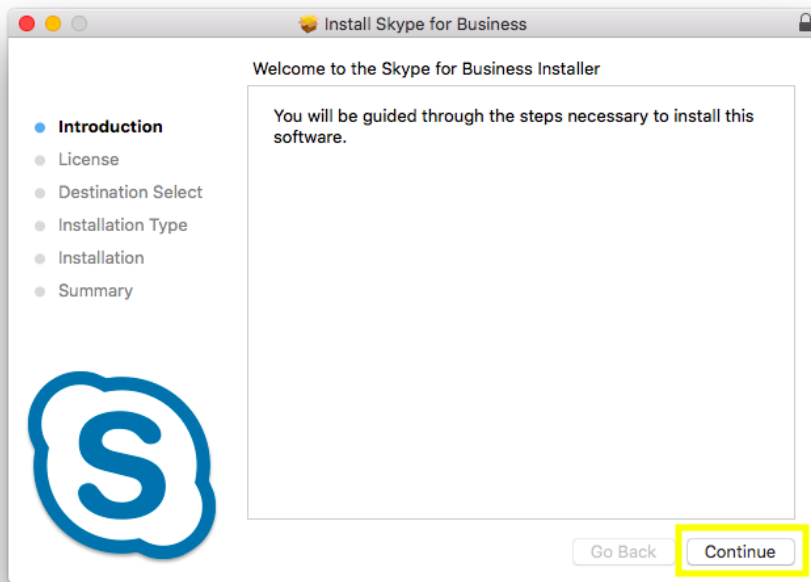 Install Skype for Business
Welcome to the Skype for Business Installer
Introduction
License
Destination Select
Installation Type
Installation
Summary
You will be guided through the steps necessary to install this
software.
S
Go Back
Continue